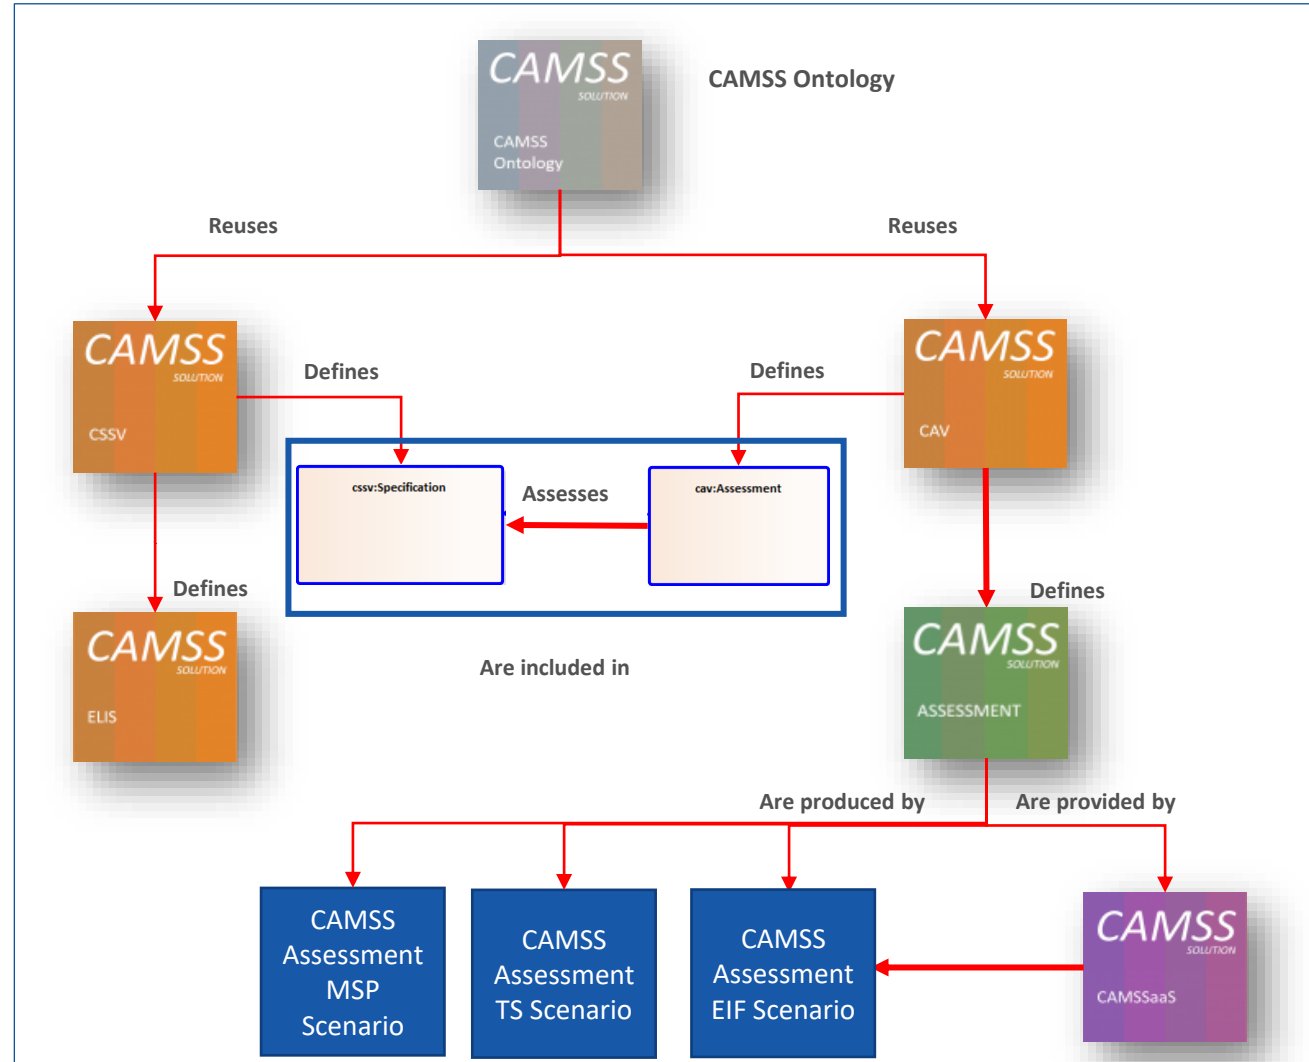 CAMSS
SOLUTION
CAMSS
Ontology
CAMSS Ontology
Reuses
Reuses
CAMSS
SOLUTION
CSSV
Defines
Defines
CAMSS
SOLUTION
CAV
cssv:Specification
Assesses
cav:Assessment
Defines
Defines
CAMSS
SOLUTION
ELIS
Are included in
CAMSS
SOLUTION
ASSESSMENT
Are produced by
Are provided by
CAMSS
Assessment
MSP
Scenario
CAMSS
Assessment
TS Scenario
CAMSS
Assessment
EIF Scenario
CAMSS
SOLUTION
CAMSSaaS